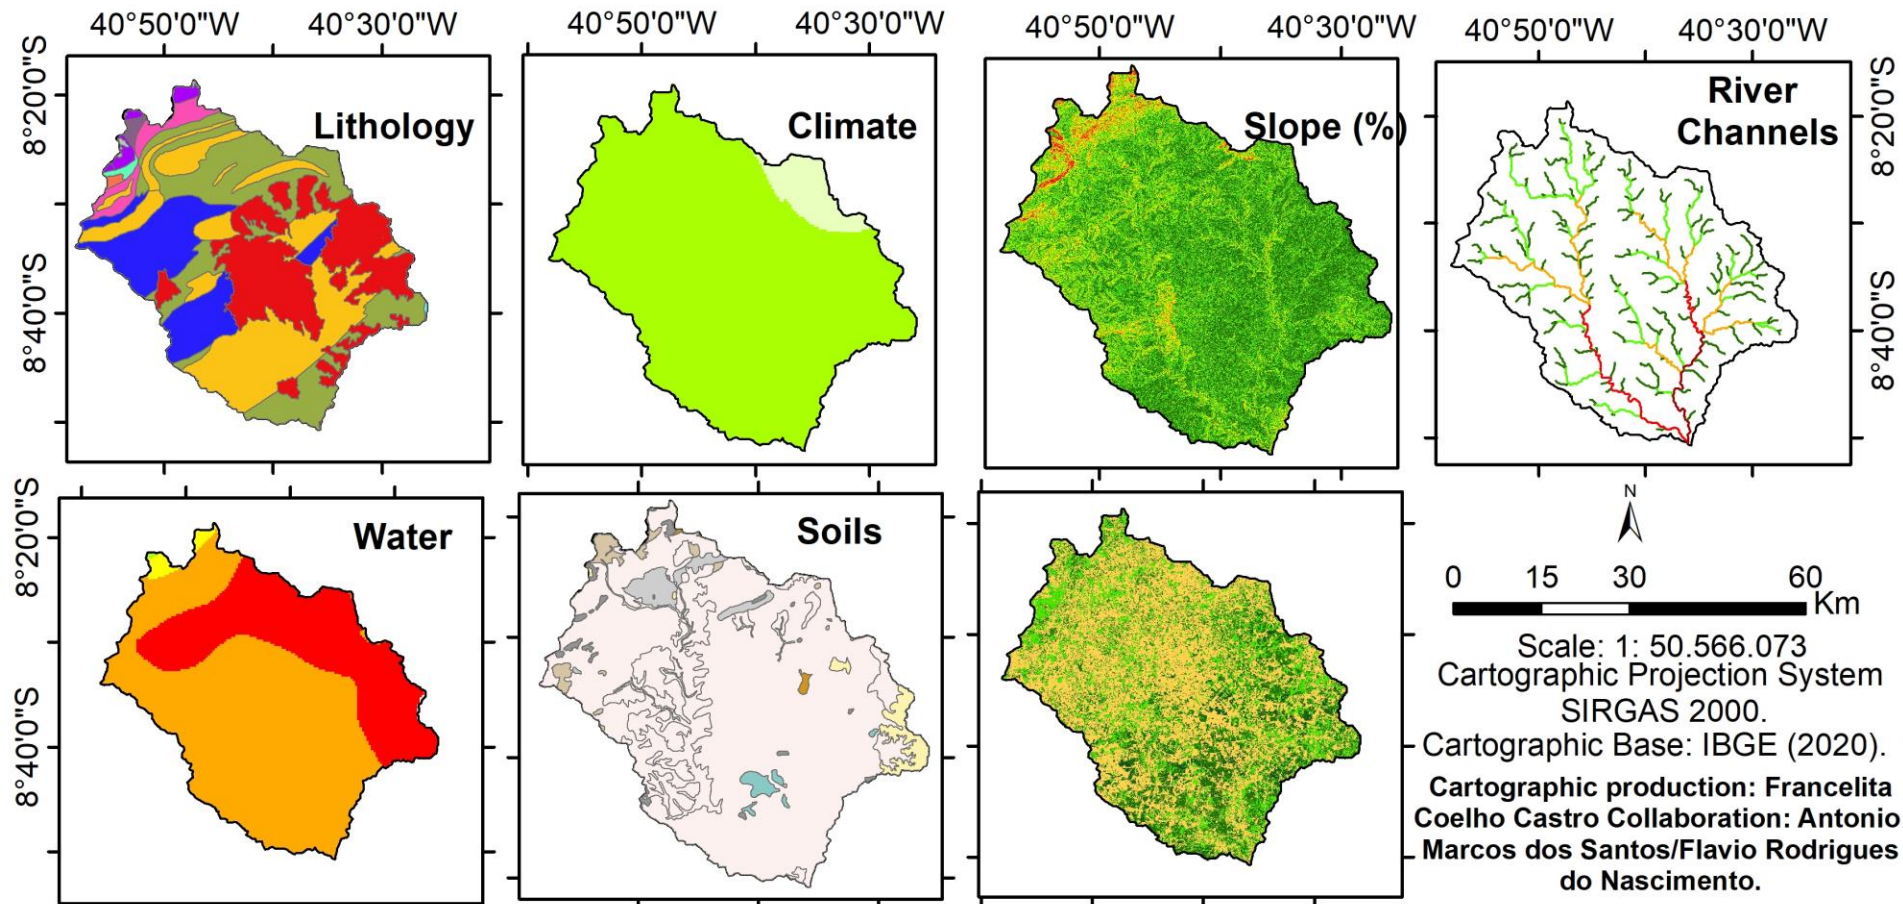 40°50'0"W 40°30'0"W
40°50'0"W 40°30'0"W
40°50'0"W 40°30'0"W
40°50'0"W 40°30'0"W
8°20'0"S
8°40'0"S
Lithology
Climate
Slope (%)
River
Channels
8°20'0"S
8°40'0"S
8°20'0"S
8°40'0"S
Water
Soils
N
0 15 30 60
Km
Scale: 1: 50.566.073
Cartographic Projection System
SIRGAS 2000.
Cartographic Base: IBGE (2020).
Cartographic production: Francelita
Coelho Castro Collaboration: Antonio
Marcos dos Santos/Flavio Rodrigues
do Nascimento.